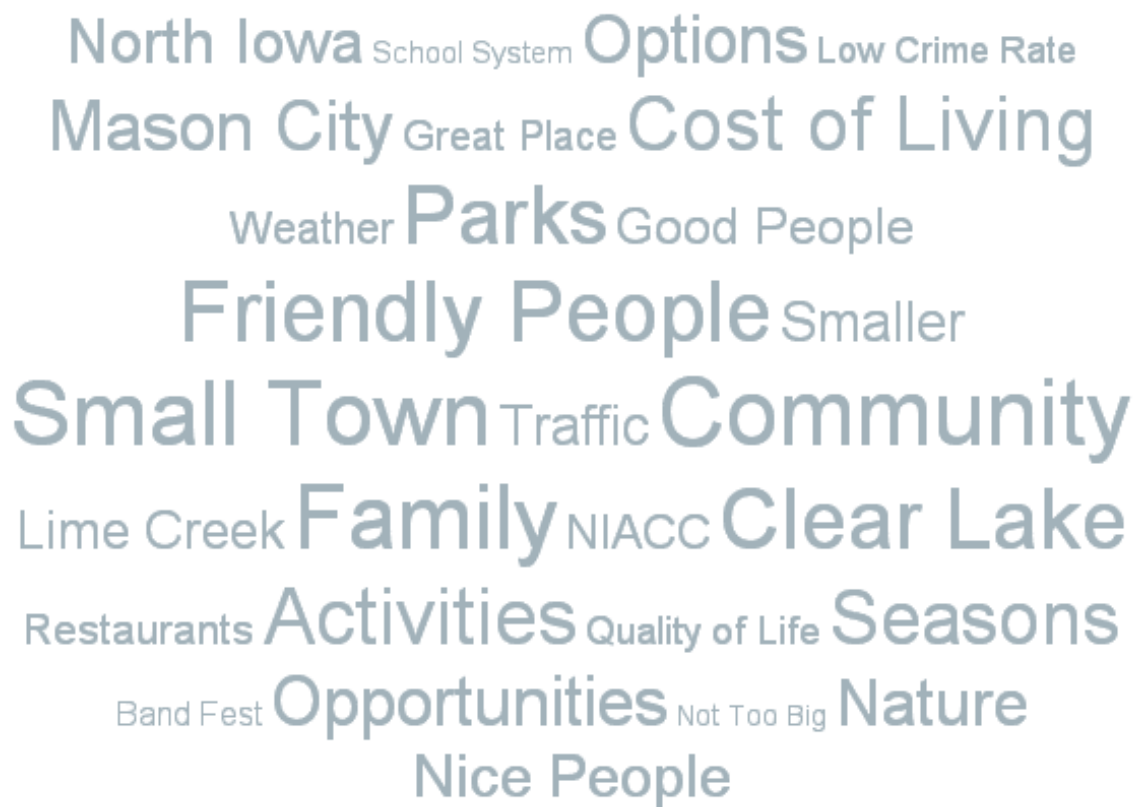 North Iowa School System Options Low Crime Rate
Mason City Great Place Cost of Living
Weather Parks Good People
Friendly People Smaller
Small Town Traffic Community
Lime Creek Family NIACC Clear Lake
Restaurants Activities Quality of Life Seasons
Band Fest Opportunities Not Too Big Nature
Nice People